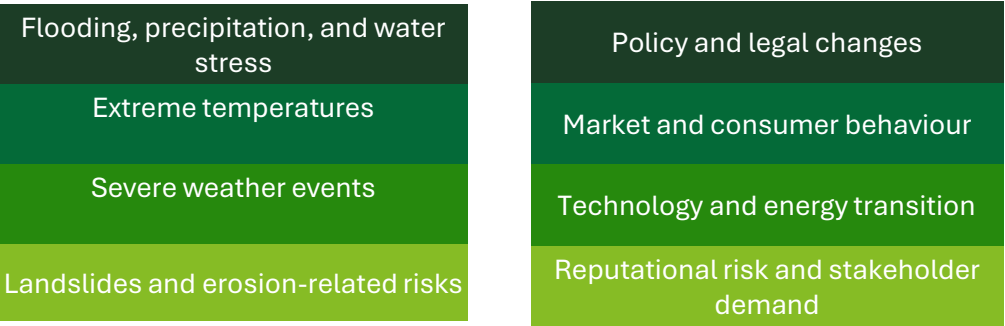 Flooding, precipitation, and water
stress
Extreme temperatures
Severe weather events
Landslides and erosion-related risks
Policy and legal changes
Market and consumer behaviour
Technology and energy transition
Reputational risk and stakeholder
demand